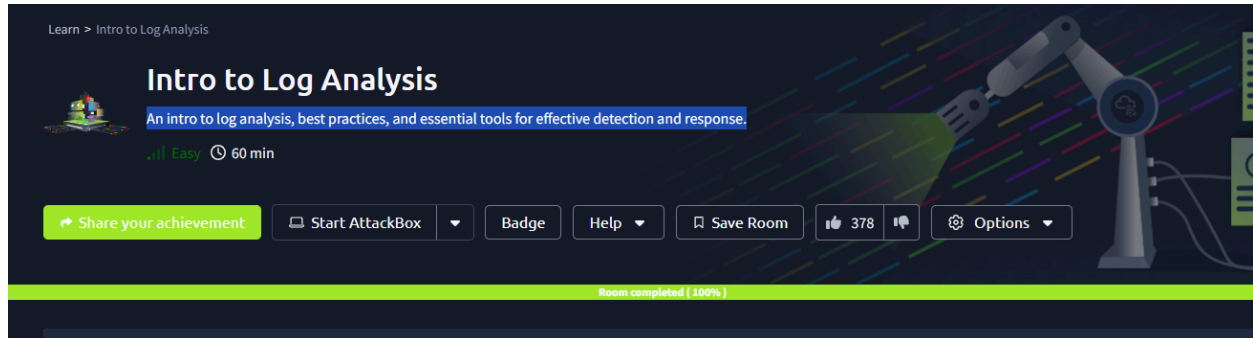 Learn > Intro to Log Analysis
Intro to Log Analysis
An intro to log analysis, best practices, and essential tools for effective detection and response.
Easy 60 min
Share your achievement Start AttackBox Badge Help Save Room 378 Options
Room completed ( 100% )